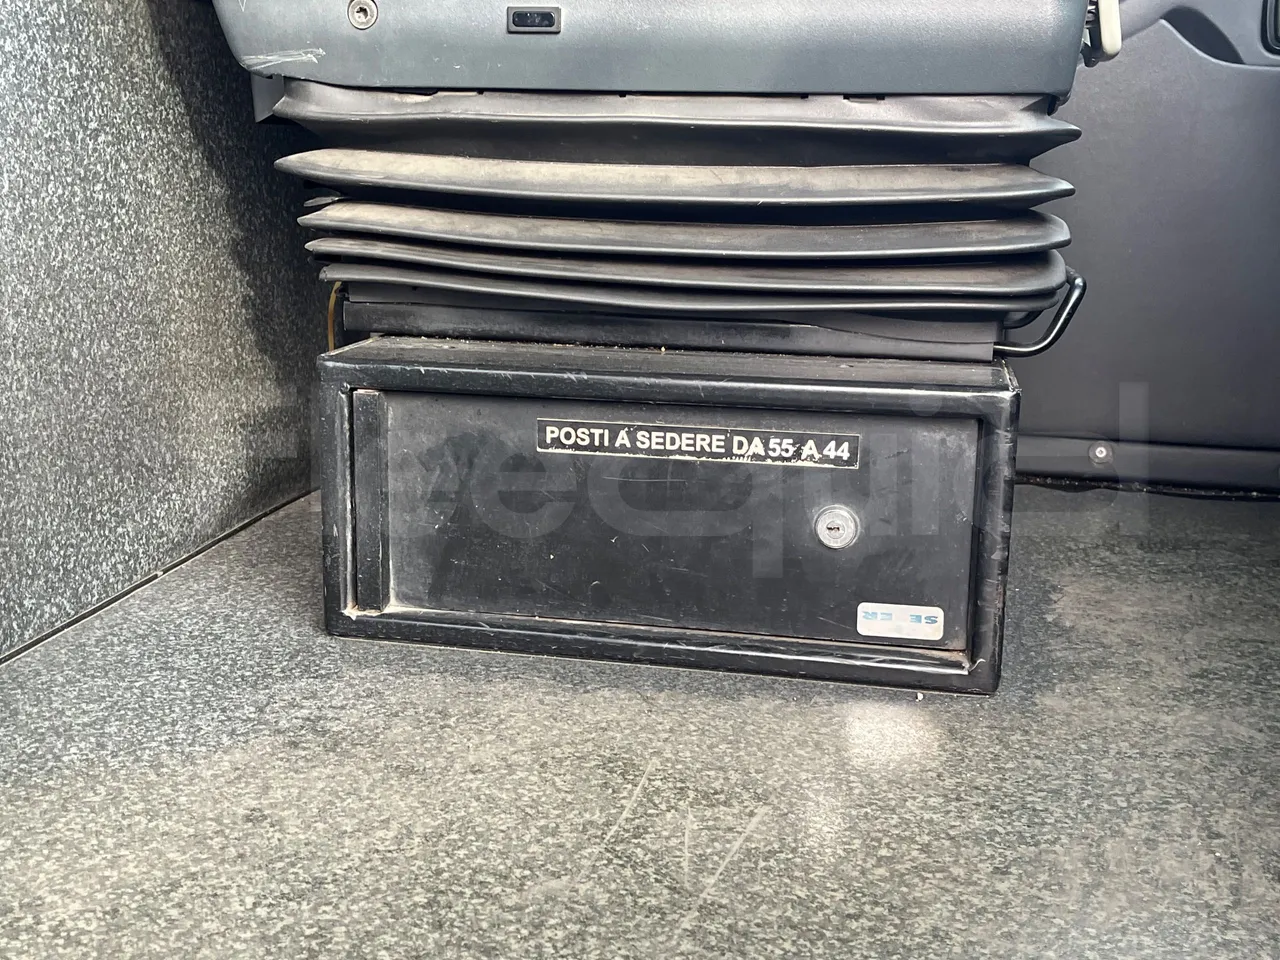 POSTI A SEDERE DA 55 A 44